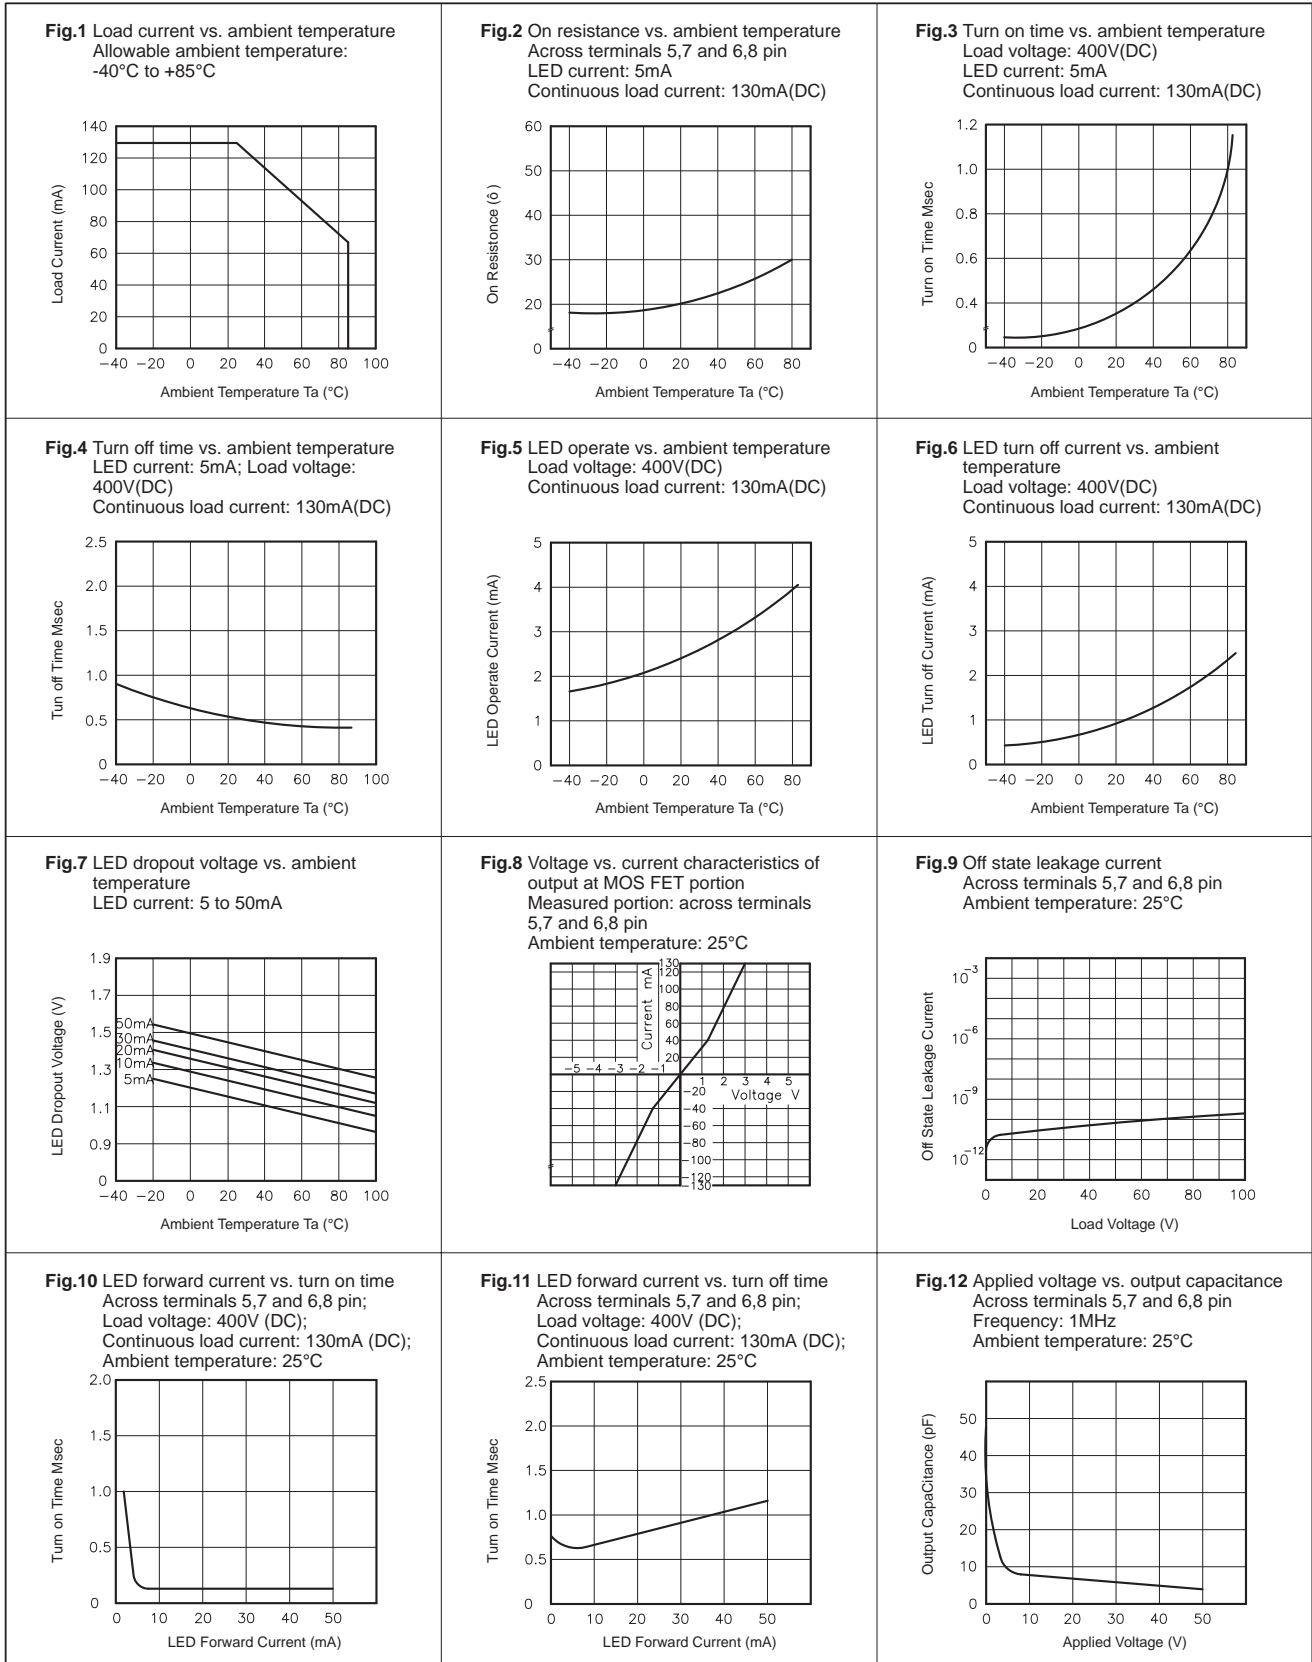 Fig.1 Load current vs. ambient temperature
Allowable ambient temperature:
-40°C to +85°C
140
120
100
80
60
40
20
0
−40 −20 0 20 40 60 80 100
Load Current (mA)
Ambient Temperature Ta (°C)
Fig.2 On resistance vs. ambient temperature
Across terminals 5,7 and 6,8 pin
LED current: 5mA
Continuous load current: 130mA(DC)
60
50
40
30
20
0
−40 −20 0 20 40 60 80
On Resistance (ô)
Ambient Temperature Ta (°C)
Fig.3 Turn on time vs. ambient temperature
Load voltage: 400V(DC)
LED current: 5mA
Continuous load current: 130mA(DC)
1.2
1.0
0.8
0.6
0.4
0
−40 −20 0 20 40 60 80
Turn on Time Msec
Ambient Temperature Ta (°C)
Fig.4 Turn off time vs. ambient temperature
LED current: 5mA; Load voltage:
400V(DC)
Continuous load current: 130mA(DC)
2.5
2.0
1.5
1.0
0.5
0
−40 −20 0 20 40 60 80 100
Tun off Time Msec
Ambient Temperature Ta (°C)
Fig.5 LED operate vs. ambient temperature
Load voltage: 400V(DC)
Continuous load current: 130mA(DC)
5
4
3
2
1
0
−40 −20 0 20 40 60 80
LED Operate Current (mA)
Ambient Temperature Ta (°C)
Fig.6 LED turn off current vs. ambient
temperature
Load voltage: 400V(DC)
Continuous load current: 130mA(DC)
5
4
3
2
1
0
−40 −20 0 20 40 60 80
LED Turn off Current (mA)
Ambient Temperature Ta (°C)
Fig.7 LED dropout voltage vs. ambient
temperature
LED current: 5 to 50mA
1.9
1.7
1.5
1.3
1.1
0.9
0
50mA
30mA
20mA
10mA
5mA
−40 −20 0 20 40 60 80 100
LED Dropout Voltage (V)
Ambient Temperature Ta (°C)
Fig.8 Voltage vs. current characteristics of
output at MOS FET portion
Measured portion: across terminals
5,7 and 6,8 pin
Ambient temperature: 25°C
Current mA
130
120
100
80
60
40
20
−5 −4 −3 −2 −1
1 2 3 4 5
Voltage V
−20
−40
−60
−80
−100
−120
−130
Fig.9 Off state leakage current
Across terminals 5,7 and 6,8 pin
Ambient temperature: 25°C
10⁻³
10⁻⁶
10⁻⁹
10⁻¹²
0 20 40 60 80 100
Off State Leakage Current
Load Voltage (V)
Fig.10 LED forward current vs. turn on time
Across terminals 5,7 and 6,8 pin;
Load voltage: 400V (DC);
Continuous load current: 130mA (DC);
Ambient temperature: 25°C
2.0
1.5
1.0
0.5
0
0 10 20 30 40 50
Turn on Time Msec
LED Forward Current (mA)
Fig.11 LED forward current vs. turn off time
Across terminals 5,7 and 6,8 pin;
Load voltage: 400V (DC);
Continuous load current: 130mA (DC);
Ambient temperature: 25°C
2.5
2.0
1.5
1.0
0.5
0
0 10 20 30 40 50
Turn on Time Msec
LED Forward Current (mA)
Fig.12 Applied voltage vs. output capacitance
Across terminals 5,7 and 6,8 pin
Frequency: 1MHz
Ambient temperature: 25°C
50
40
30
20
10
0
0 10 20 30 40 50
Output CapaCitance (pF)
Applied Voltage (V)